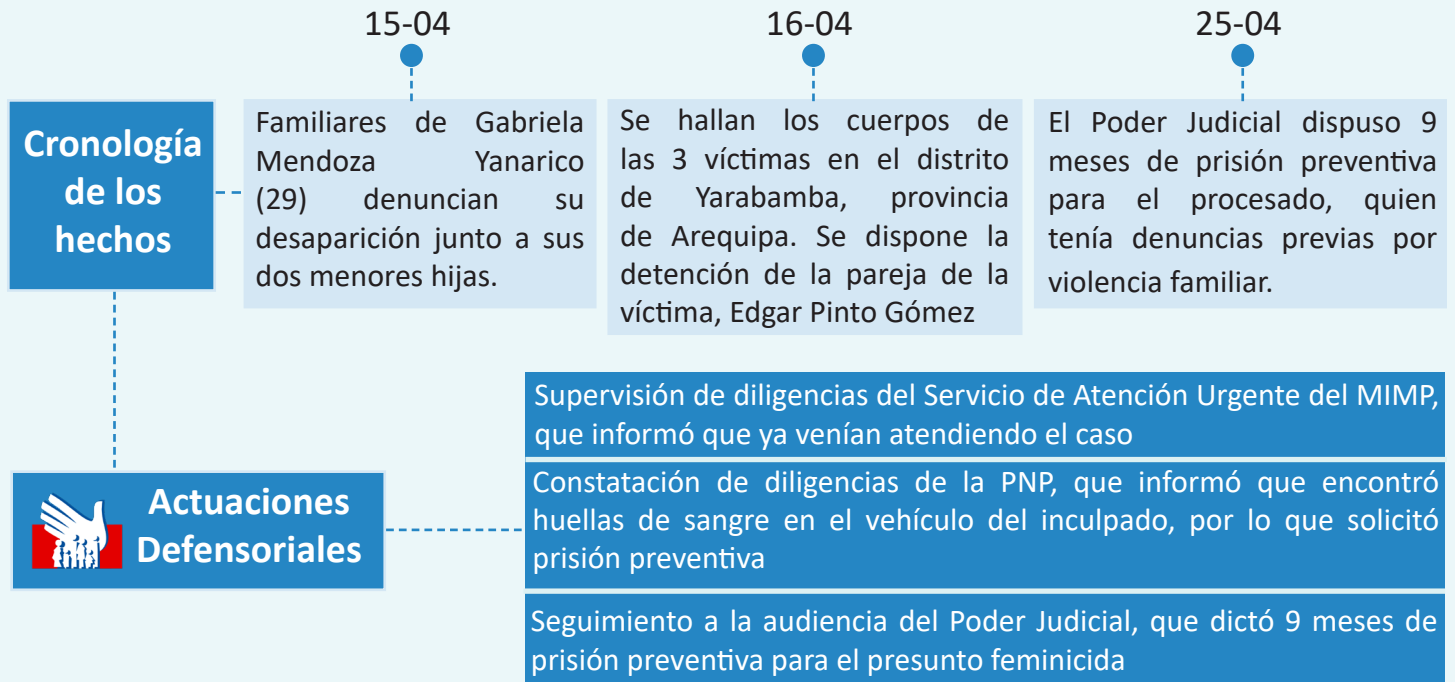 15-04
16-04
25-04
Cronología
de los
hechos
Familiares de Gabriela
Mendoza Yanarico
(29) denuncian su
desaparición junto a sus
dos menores hijas.
Se hallan los cuerpos de
las 3 víctimas en el distrito
de Yarabamba, provincia
de Arequipa. Se dispone la
detención de la pareja de la
víctima, Edgar Pinto Gómez
El Poder Judicial dispuso 9
meses de prisión preventiva
para el procesado, quien
tenía denuncias previas por
violencia familiar.
Actuaciones
Defensoriales
Supervisión de diligencias del Servicio de Atención Urgente del MIMP,
que informó que ya venían atendiendo el caso
Constatación de diligencias de la PNP, que informó que encontró
huellas de sangre en el vehículo del inculpado, por lo que solicitó
prisión preventiva
Seguimiento a la audiencia del Poder Judicial, que dictó 9 meses de
prisión preventiva para el presunto feminicida